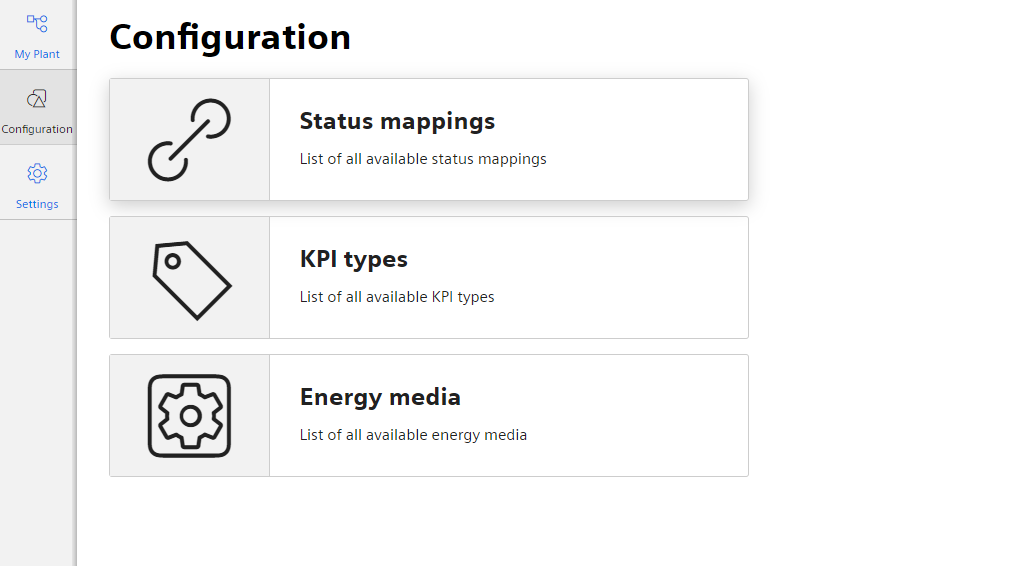 My Plant
Configuration
Settings
Configuration
Status mappings
List of all available status mappings
KPI types
List of all available KPI types
Energy media
List of all available energy media